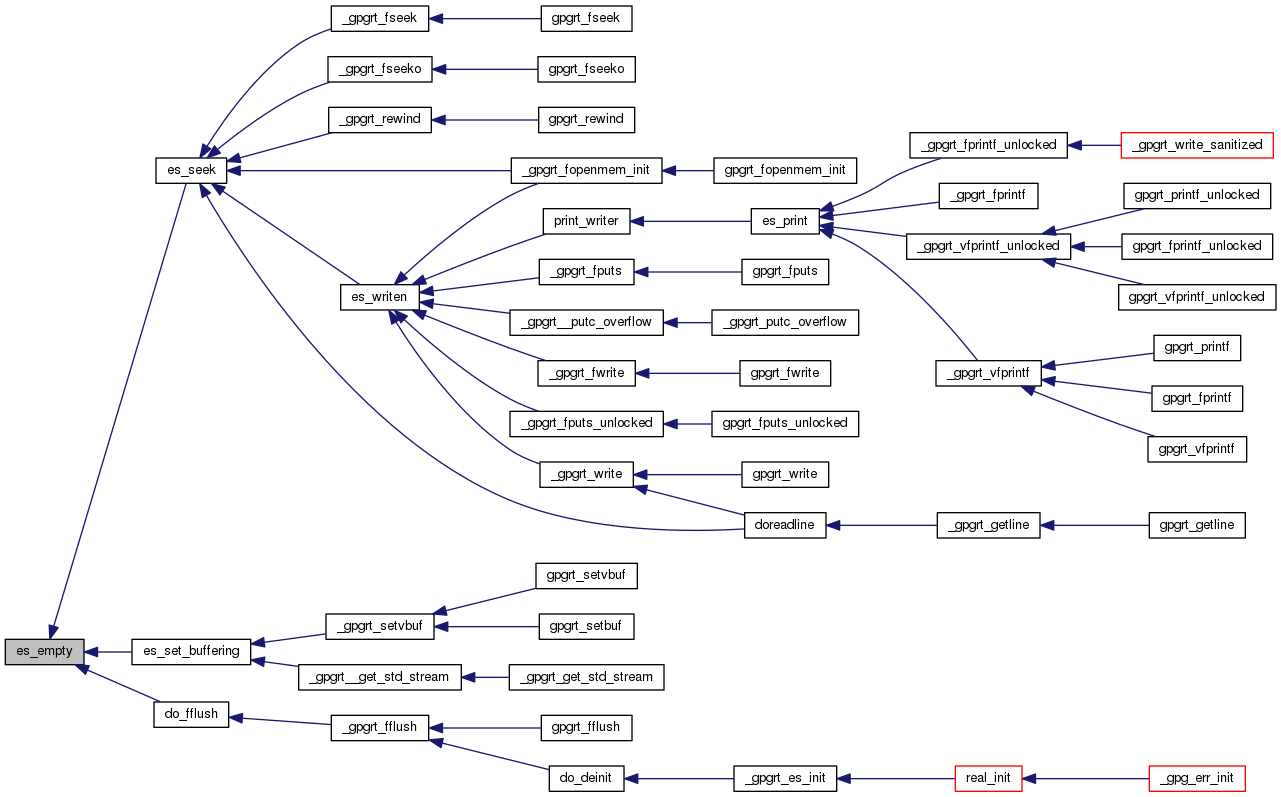 _gpgrt_fseek
gpgrt_fseek
_gpgrt_fseeko
gpgrt_fseeko
_gpgrt_rewind
gpgrt_rewind
_gpgrt_fprintf_unlocked
_gpgrt_write_sanitized
es_seek
_gpgrt_fopenmem_init
gpgrt_fopenmem_init
_gpgrt_fprintf
gpgrt_printf_unlocked
print_writer
es_print
_gpgrt_vfprintf_unlocked
gpgrt_fprintf_unlocked
_gpgrt_fputs
gpgrt_fputs
es_writen
gpgrt_vfprintf_unlocked
_gpgrt__putc_overflow
_gpgrt_putc_overflow
gpgrt_printf
_gpgrt_fwrite
gpgrt_fwrite
_gpgrt_vfprintf
gpgrt_fprintf
_gpgrt_fputs_unlocked
gpgrt_fputs_unlocked
gpgrt_vfprintf
_gpgrt_write
gpgrt_write
doreadline
_gpgrt_getline
gpgrt_getline
gpgrt_setvbuf
_gpgrt_setvbuf
gpgrt_setbuf
es_empty
es_set_buffering
_gpgrt__get_std_stream
_gpgrt_get_std_stream
do_fflush
_gpgrt_fflush
gpgrt_fflush
do_deinit
_gpgrt_es_init
real_init
_gpg_err_init